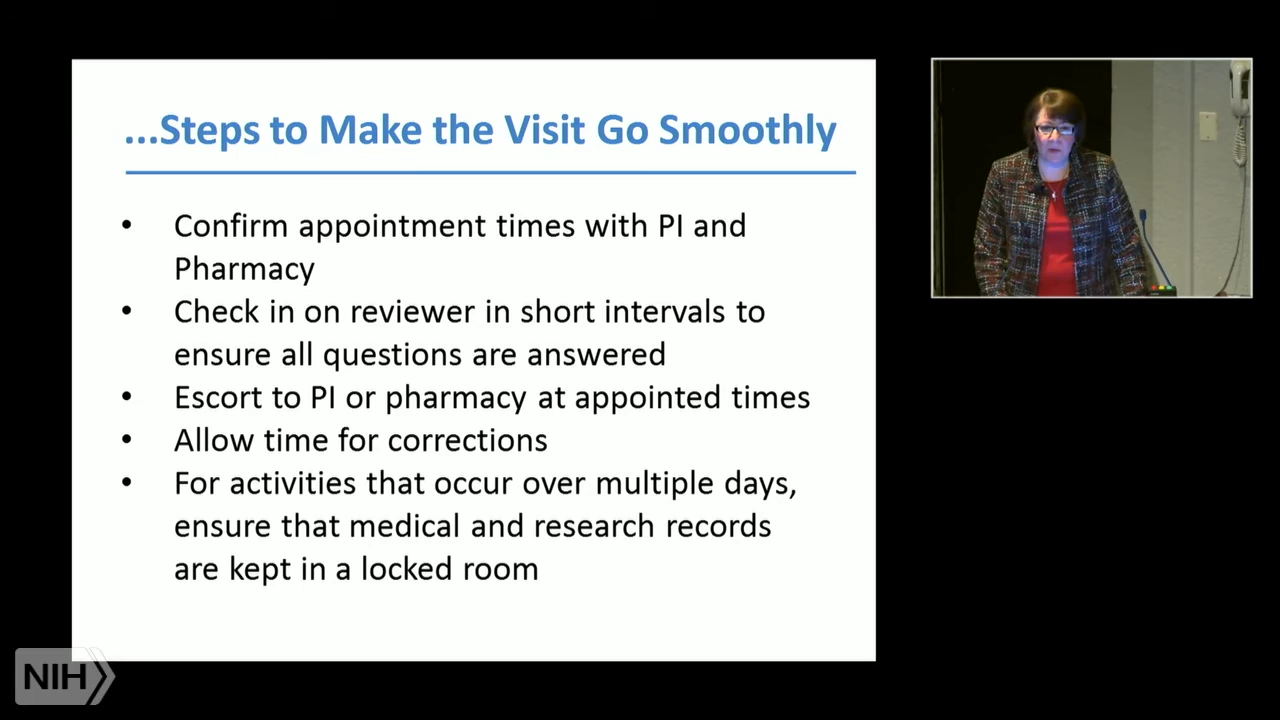 ...Steps to Make the Visit Go Smoothly
• Confirm appointment times with PI and
Pharmacy
• Check in on reviewer in short intervals to
ensure all questions are answered
• Escort to PI or pharmacy at appointed times
• Allow time for corrections
• For activities that occur over multiple days,
ensure that medical and research records
are kept in a locked room
NIH